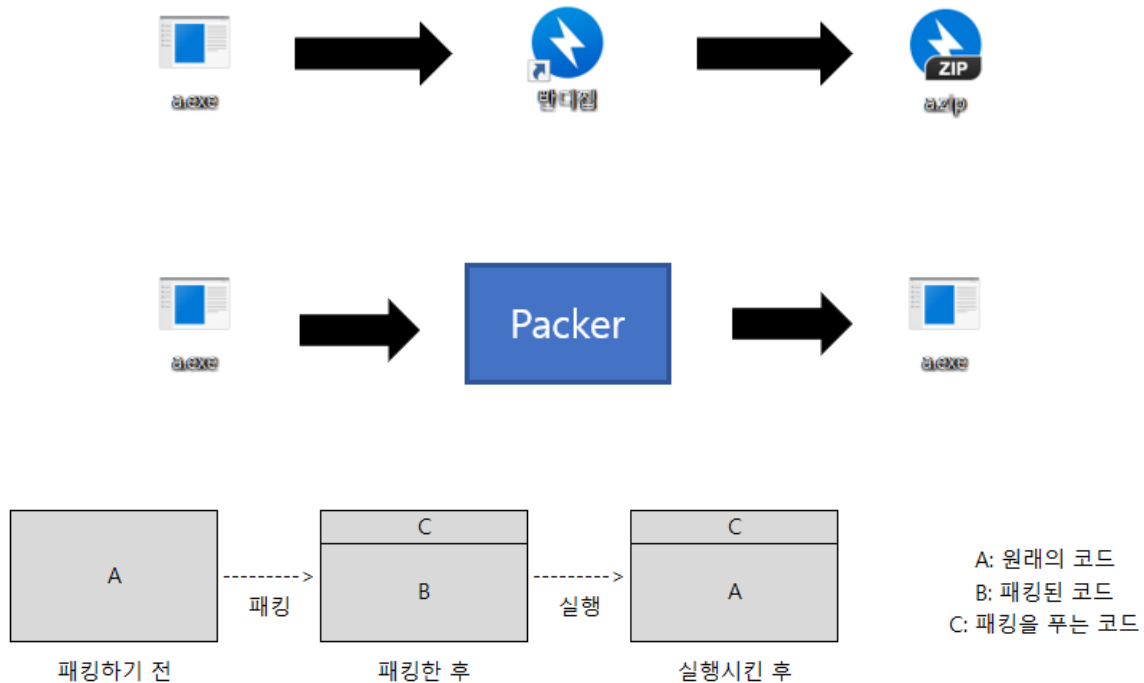 a.exe
반디집
ZIP
a.zip
a.exe
Packer
a.exe
A
--------->
패킹
C
B
--------->
실행
C
A
A: 원래의 코드
B: 패킹된 코드
C: 패킹을 푸는 코드
패킹하기 전
패킹한 후
실행시킨 후